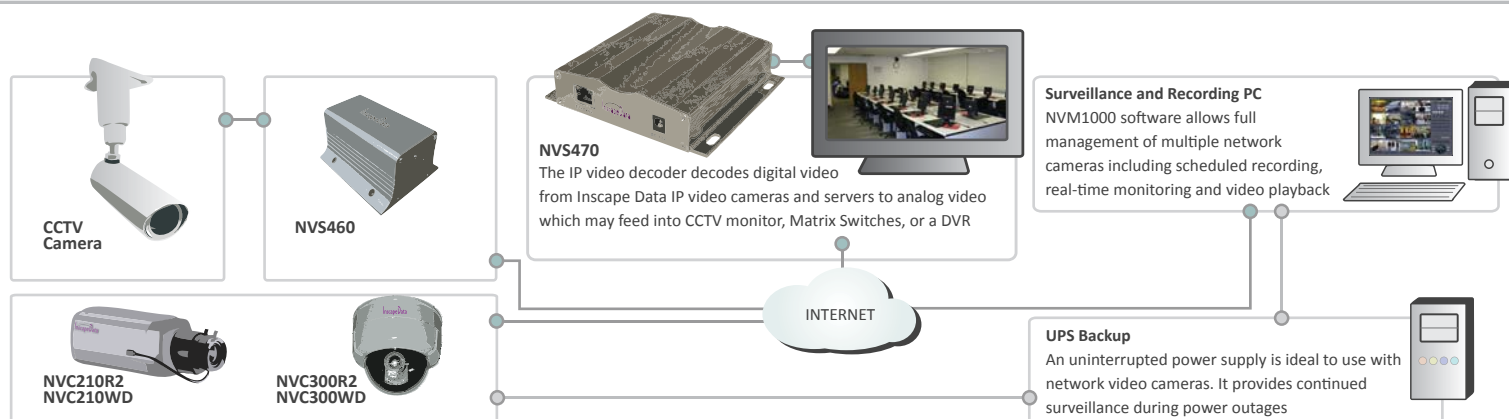 CCTV
Camera
NVS460
NVS470
The IP video decoder decodes digital video
from Inscape Data IP video cameras and servers to analog video
which may feed into CCTV monitor, Matrix Switches, or a DVR
Surveillance and Recording PC
NVM1000 software allows full
management of multiple network
cameras including scheduled recording,
real-time monitoring and video playback
INTERNET
InscapeData
NVC210R2
NVC210WD
InscapeData
NVC300R2
NVC300WD
UPS Backup
An uninterrupted power supply is ideal to use with
network video cameras. It provides continued
surveillance during power outages